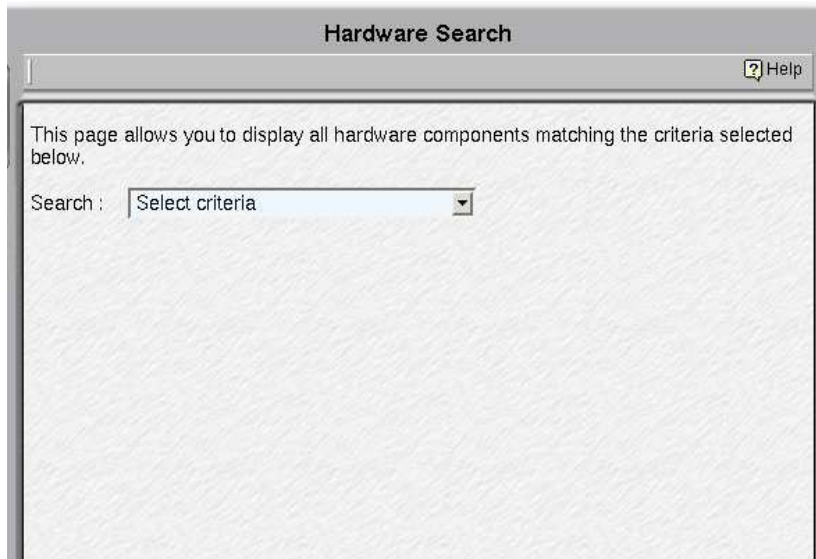 Hardware Search
Help
This page allows you to display all hardware components matching the criteria selected
below.
Search : Select criteria